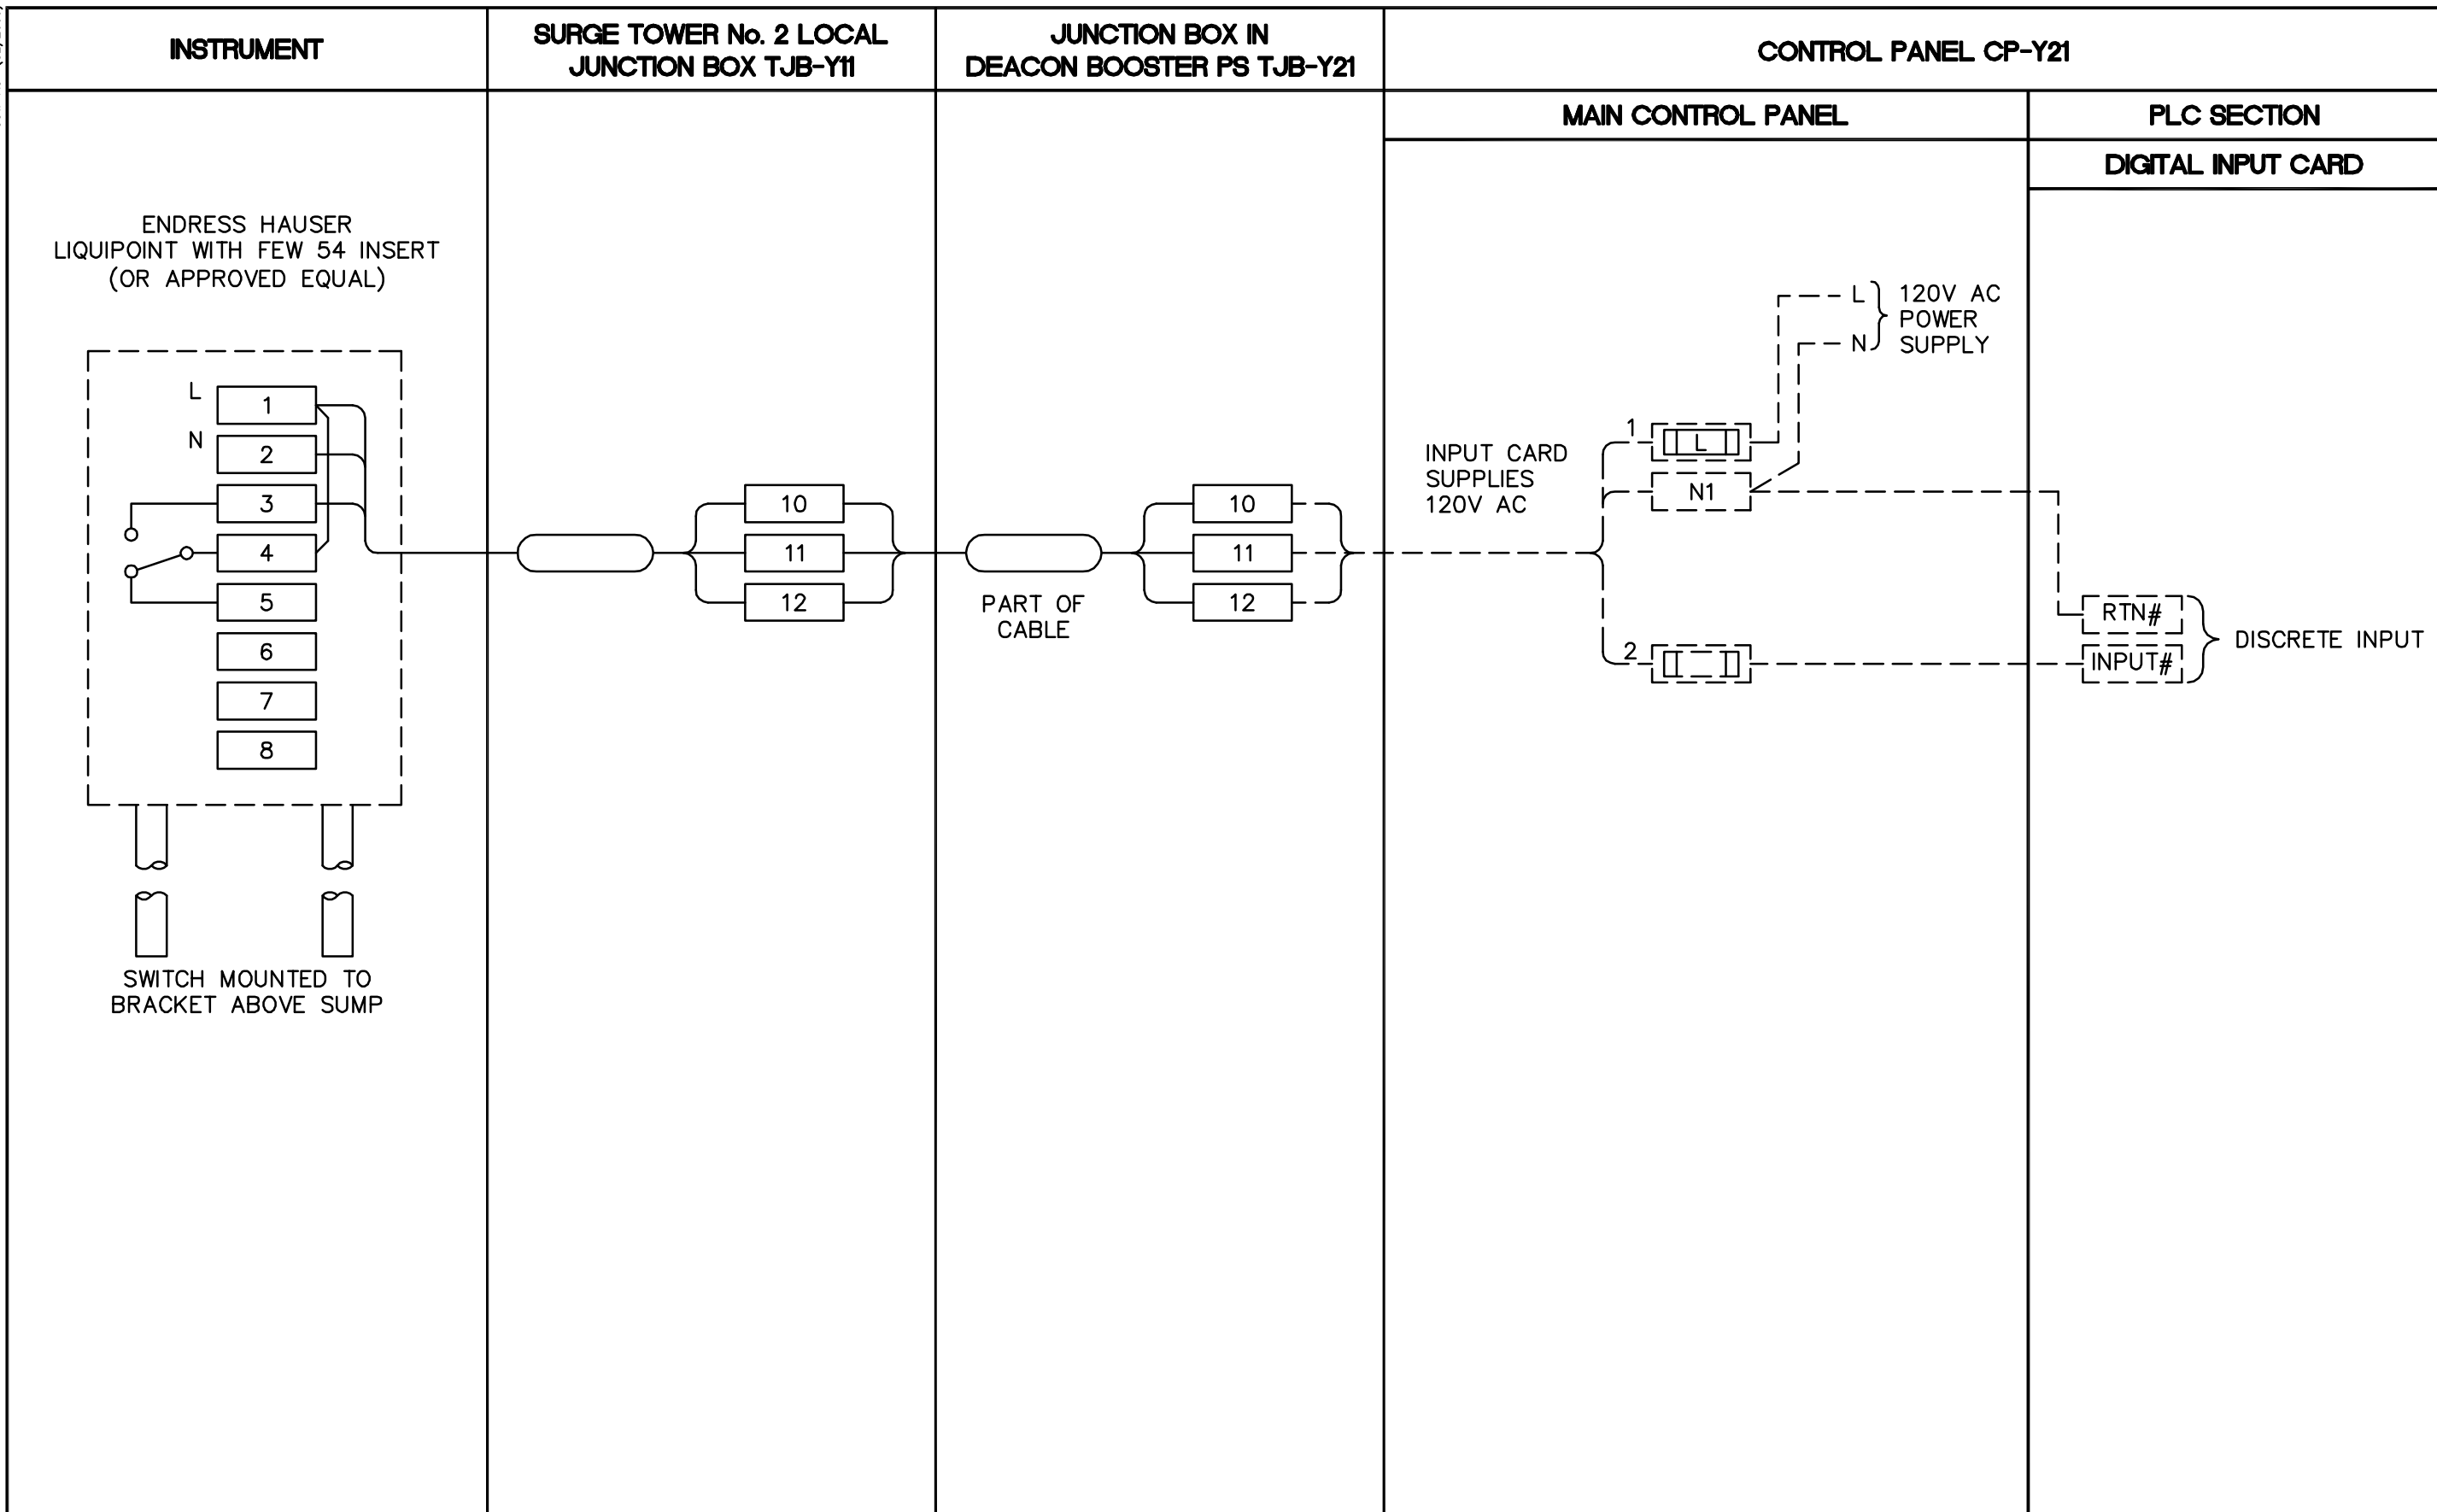 INSTRUMENT
SURGE TOWER No. 2 LOCAL
JUNCTION BOX TJB-Y11
JUNCTION BOX IN
DEACON BOOSTER PS TJB-Y21
CONTROL PANEL CP-Y21
MAIN CONTROL PANEL
PLC SECTION
DIGITAL INPUT CARD
ENDRESS HAUSER
LIQUIPOINT WITH FEW 54 INSERT
(OR APPROVED EQUAL)
L
1
N
2
3
4
5
6
7
8
SWITCH MOUNTED TO
BRACKET ABOVE SUMP
10
11
12
PART OF
CABLE
10
11
12
INPUT CARD
SUPPLIES
120V AC
L
N
120V AC
POWER
SUPPLY
1
L
N1
2
RTN#
INPUT#
DISCRETE INPUT